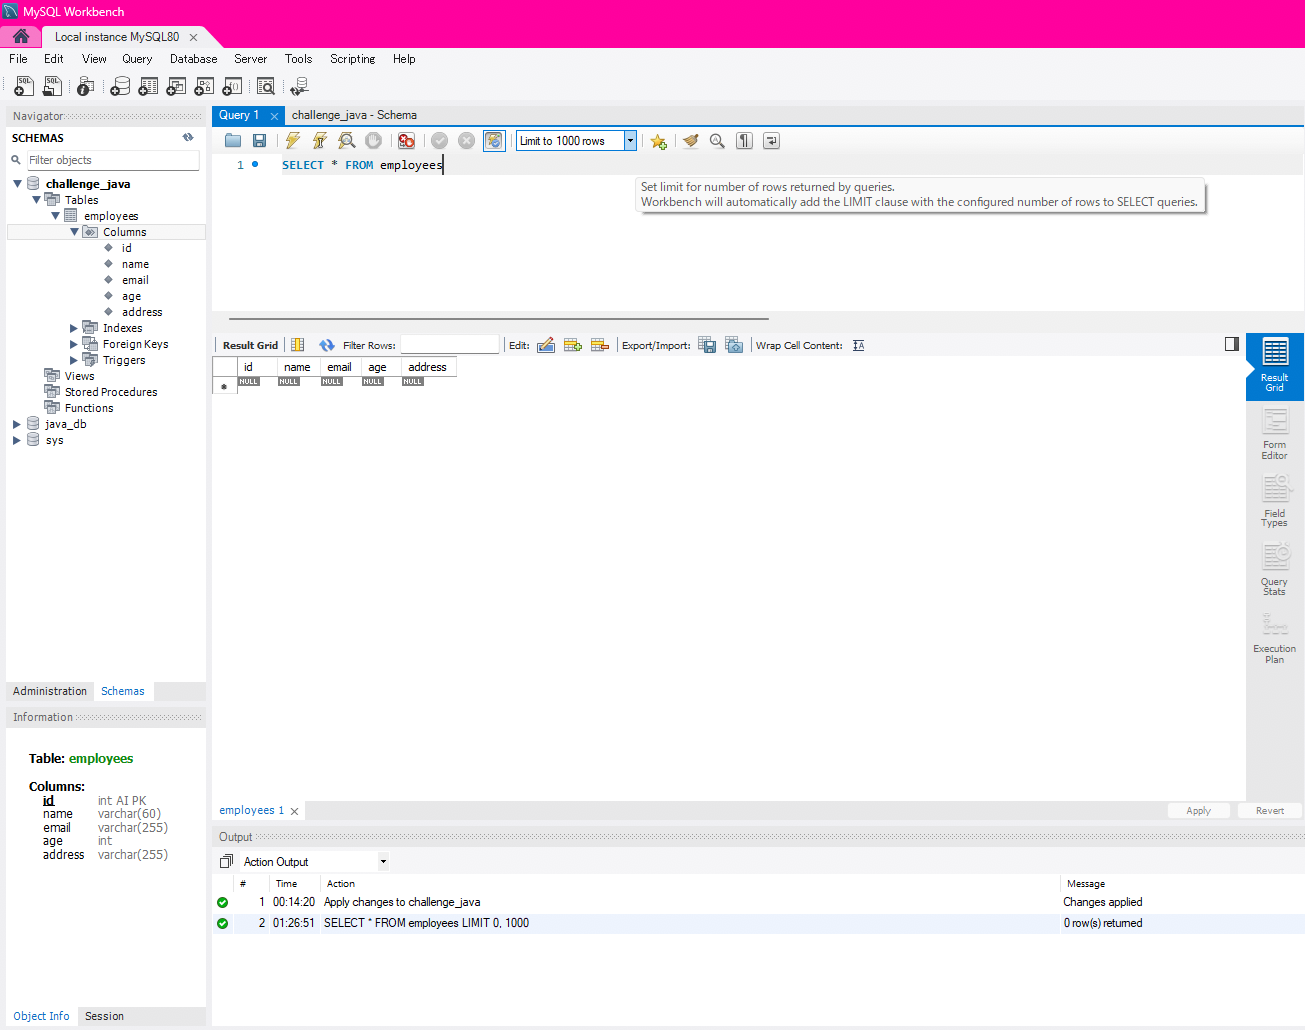 MySQL Workbench
Local instance MySQL80
File Edit View Query Database Server Tools Scripting Help
Navigator
SCHEMAS
Filter objects
challenge_java
Tables
employees
Columns
id
name
email
age
address
Indexes
Foreign Keys
Triggers
Views
Stored Procedures
Functions
java_db
sys
Administration Schemas
Information
Table: employees
Columns:
id int AI PK
name varchar(60)
email varchar(255)
age int
address varchar(255)
Object Info Session
Query 1 challenge_java - Schema
Limit to 1000 rows
1 SELECT * FROM employees
Set limit for number of rows returned by queries.
Workbench will automatically add the LIMIT clause with the configured number of rows to SELECT queries.
Result Grid Filter Rows: Edit: Export/Import: Wrap Cell Content:
id name email age address
NULL NULL NULL NULL NULL
Result
Grid
Form
Editor
Field
Types
Query
Stats
Execution
Plan
employees 1
Apply Revert
Output
Action Output
# Time Action Message
1 00:14:20 Apply changes to challenge_java Changes applied
2 01:26:51 SELECT * FROM employees LIMIT 0, 1000 0 row(s) returned